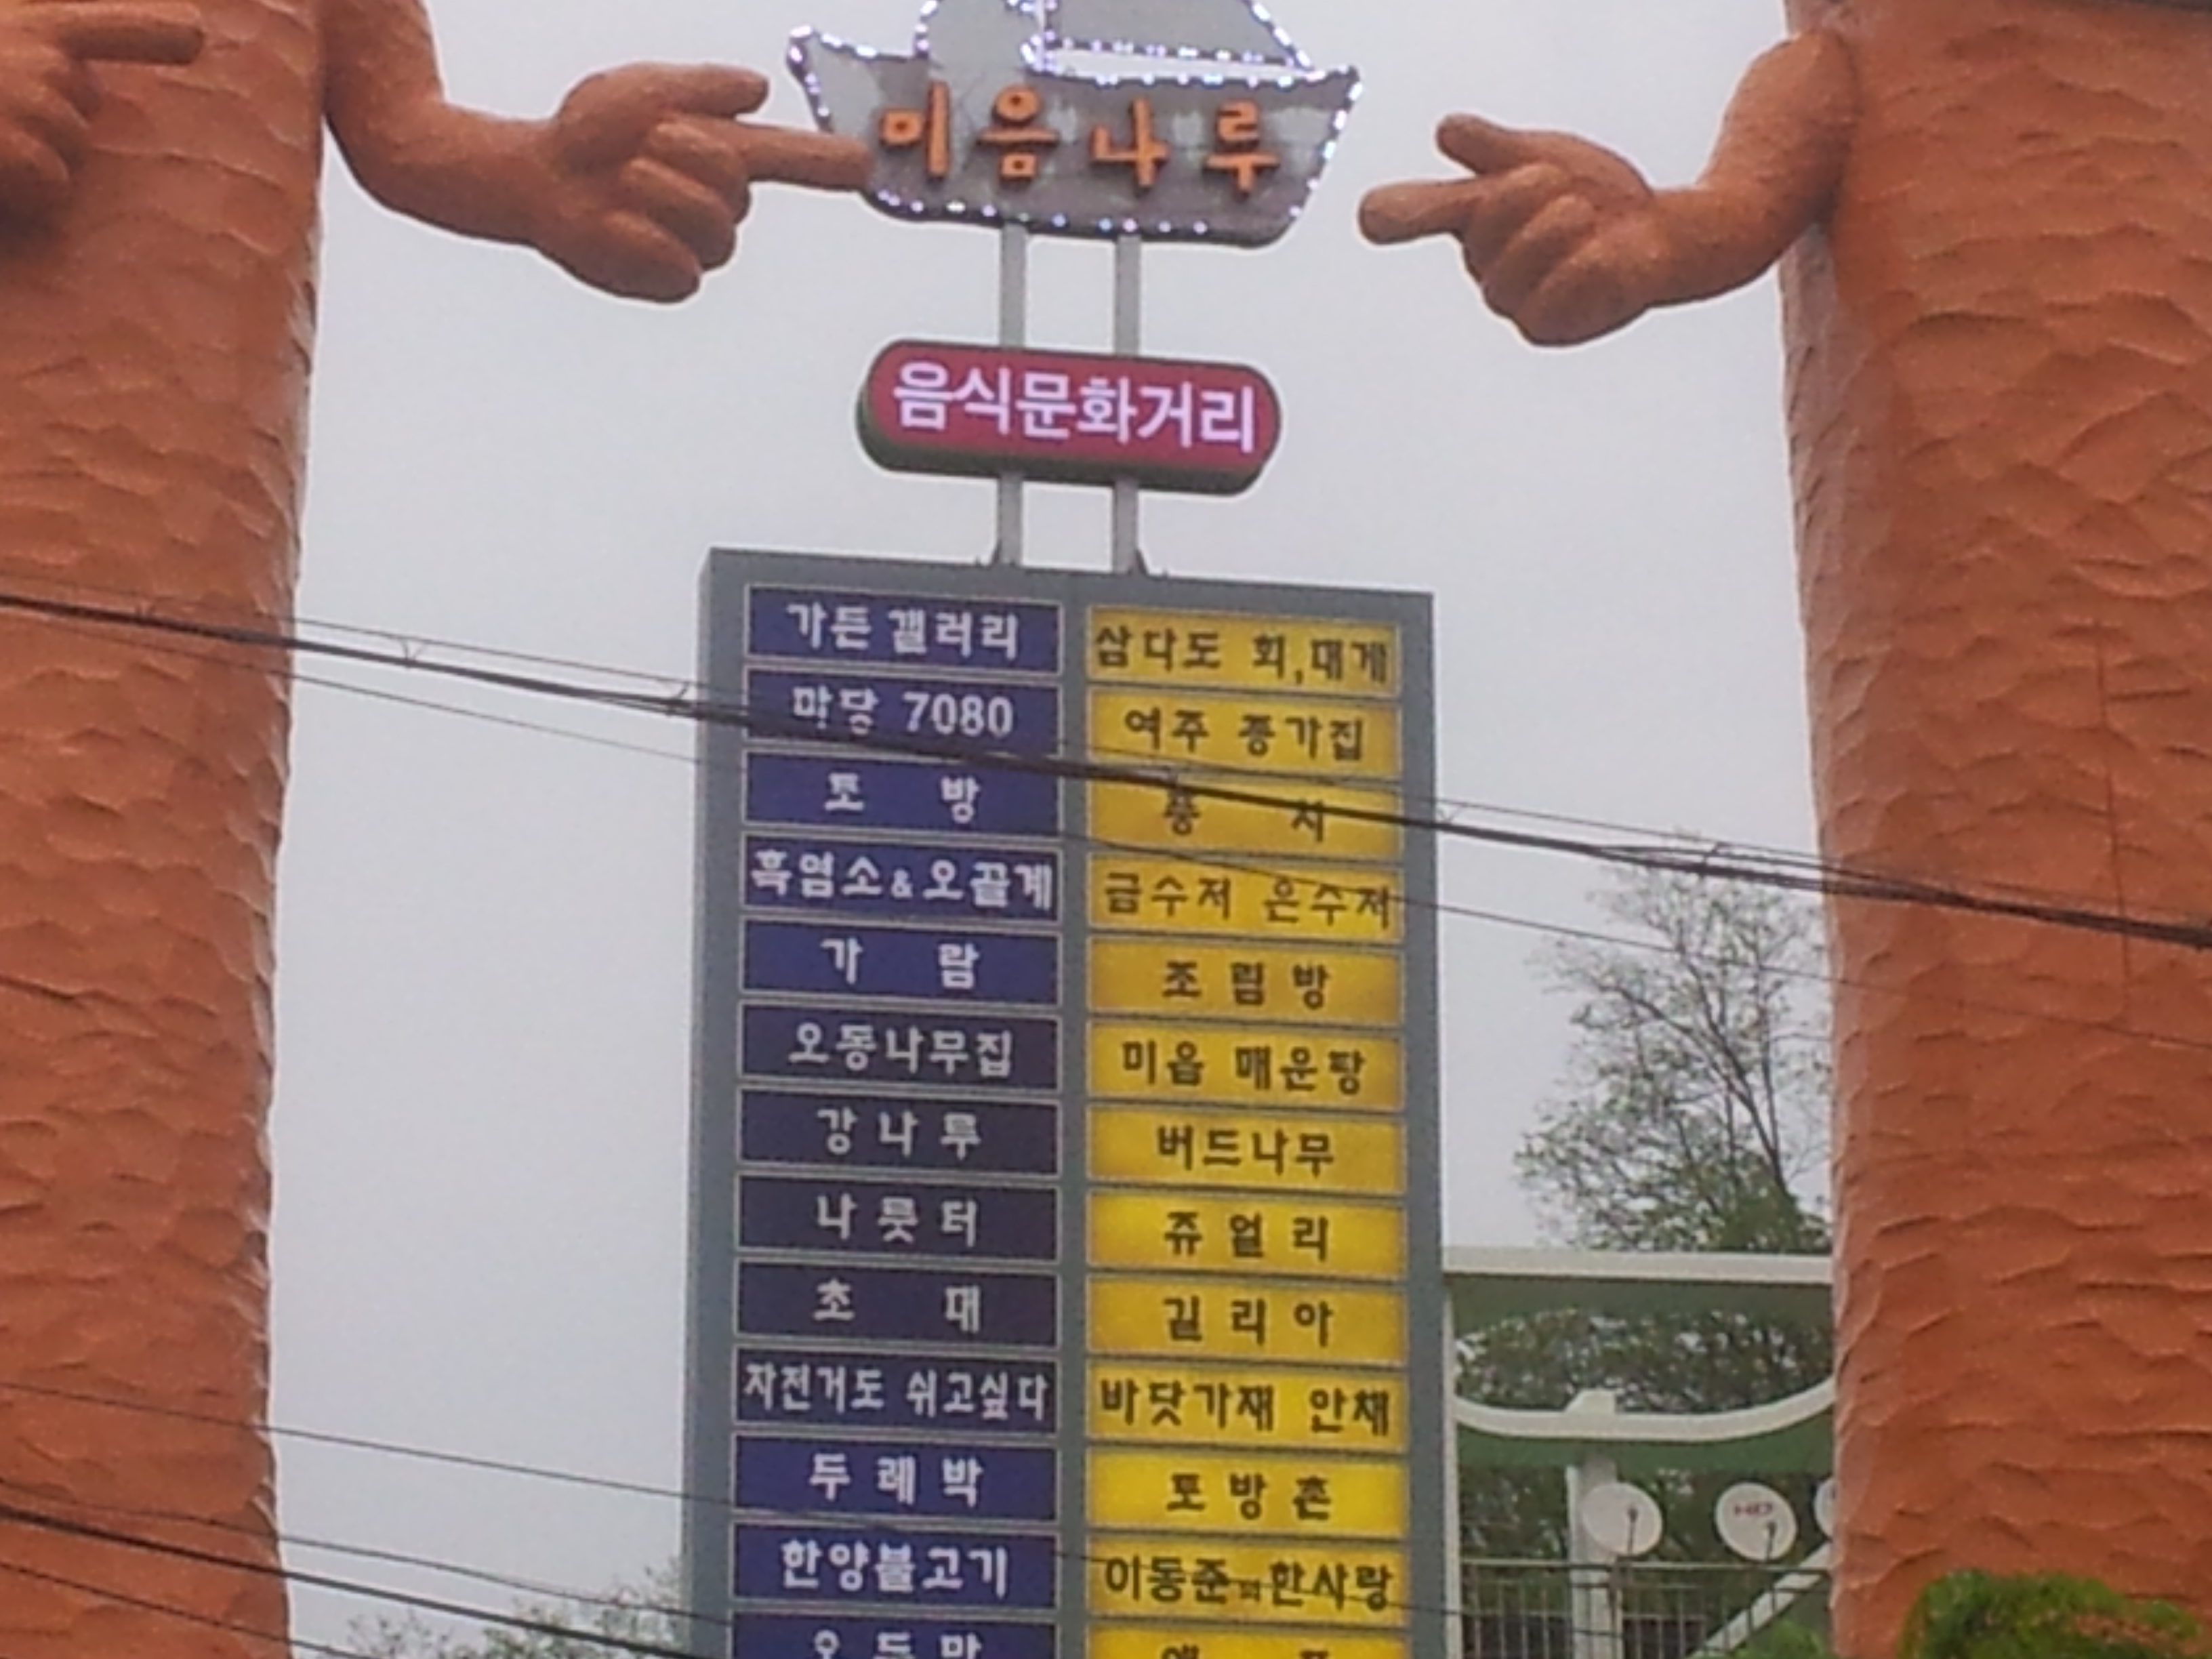 미음나루
음식문화거리
가든 갤러리
마당 7080
토 방
흑염소&오골계
가 람
오동나무집
강 나 루
나 룻 터
초 대
자전거도 쉬고싶다
두 레 박
한양불고기
삼다도 회,대게
여주 종가집
금수저 은수저
조 림 방
미음 매운탕
버드나무
쥬 얼 리
길 리 아
바닷가재 안채
토 방 촌
이동준의한사랑